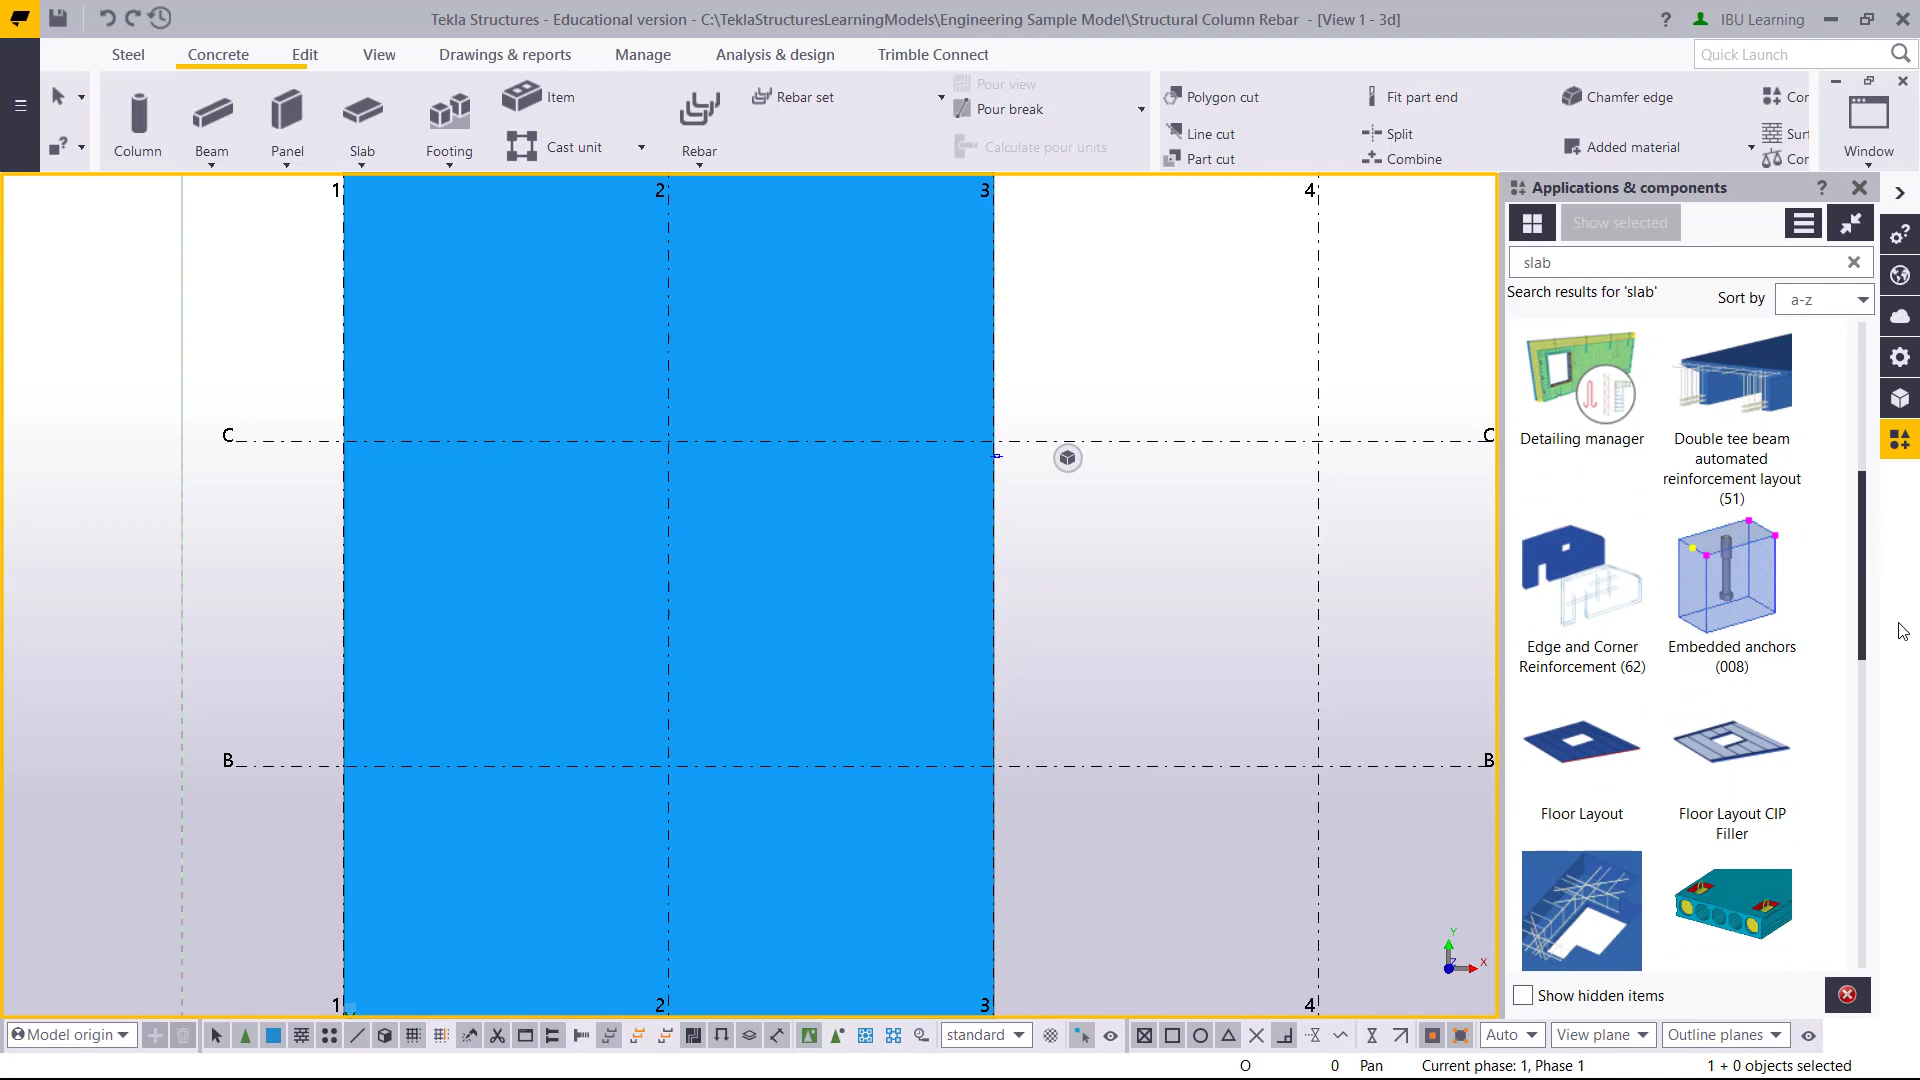 Tekla Structures - Educational version - C:\TeklaStructuresLearningModels\Engineering Sample Model\Structural Column Rebar - [View 1 - 3d]
? IBU Learning
Steel Concrete Edit View Drawings & reports Manage Analysis & design Trimble Connect
Quick Launch
Column
Beam
Panel
Slab
Footing
Item
Cast unit
Rebar
Rebar set
Pour view
Pour break
Calculate pour units
Polygon cut
Line cut
Part cut
Fit part end
Split
Combine
Chamfer edge
Added material
Cor
Sur
Cor
Window
1 2 3 4
C C
B B
1 2 3 4
Y
X
Z
Applications & components ?
Show selected
slab
Search results for 'slab'
Sort by a-z
Detailing manager
Double tee beam
automated
reinforcement layout
(51)
Edge and Corner
Reinforcement (62)
Embedded anchors
(008)
Floor Layout
Floor Layout CIP
Filler
Show hidden items
Model origin
standard
Auto
View plane
Outline planes
O 0 Pan Current phase: 1, Phase 1 1 + 0 objects selected